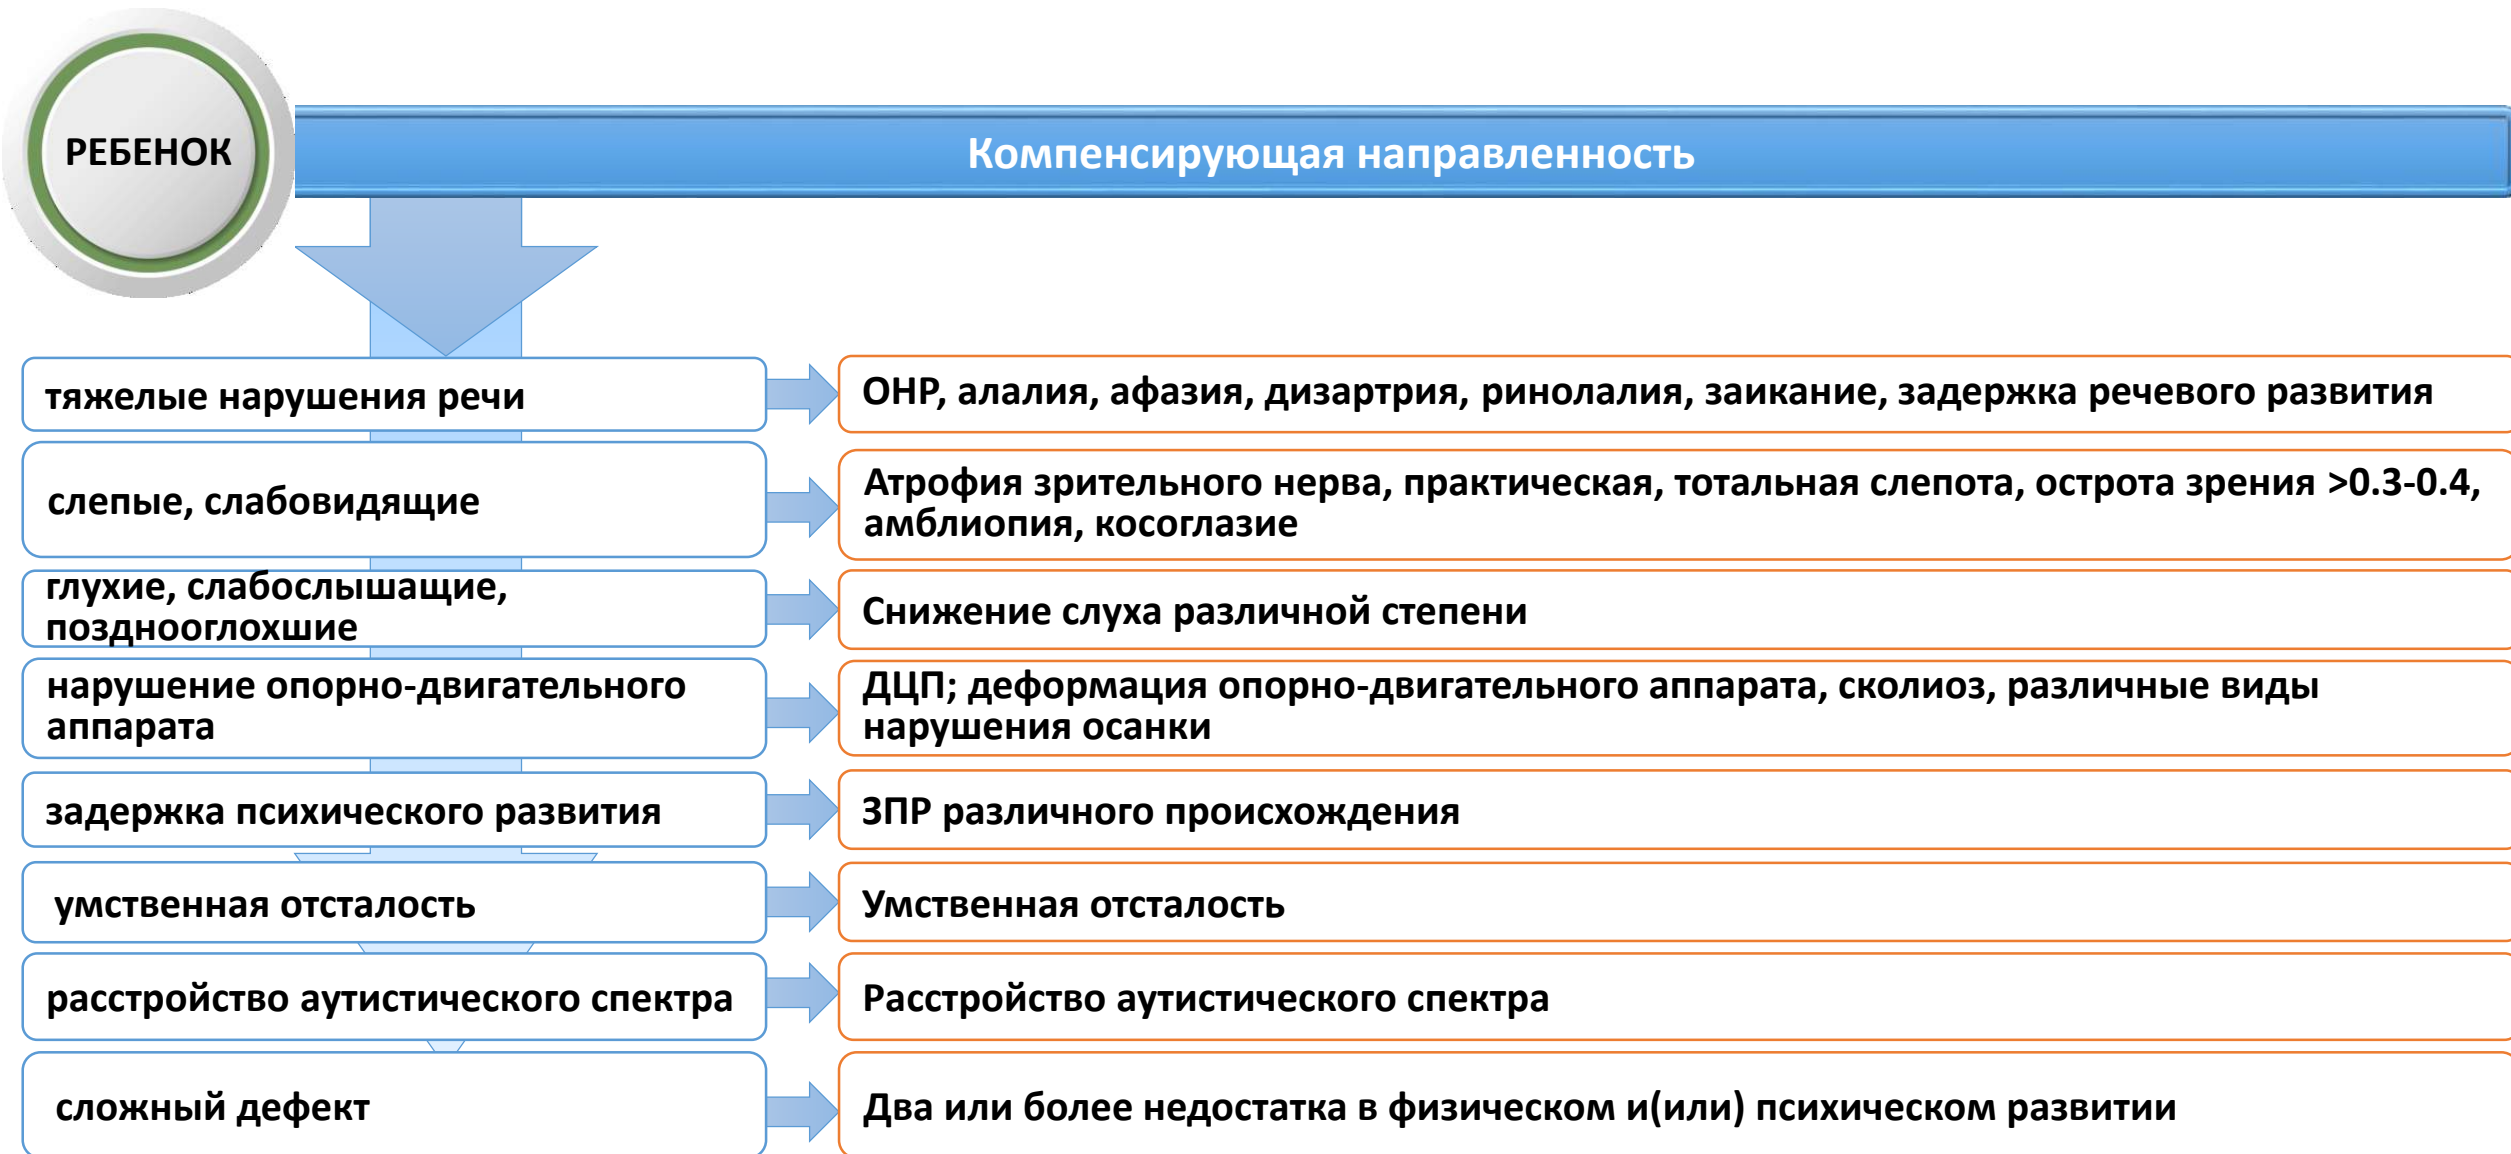 РЕБЕНОК
Компенсирующая направленность
тяжелые нарушения речи
ОНР, алалия, афазия, дизартрия, ринолалия, заикание, задержка речевого развития
слепые, слабовидящие
Атрофия зрительного нерва, практическая, тотальная слепота, острота зрения >0.3-0.4,
амблиопия, косоглазие
глухие, слабослышащие,
позднооглохшие
Снижение слуха различной степени
нарушение опорно-двигательного
аппарата
ДЦП; деформация опорно-двигательного аппарата, сколиоз, различные виды
нарушения осанки
задержка психического развития
ЗПР различного происхождения
умственная отсталость
Умственная отсталость
расстройство аутистического спектра
Расстройство аутистического спектра
сложный дефект
Два или более недостатка в физическом и(или) психическом развитии